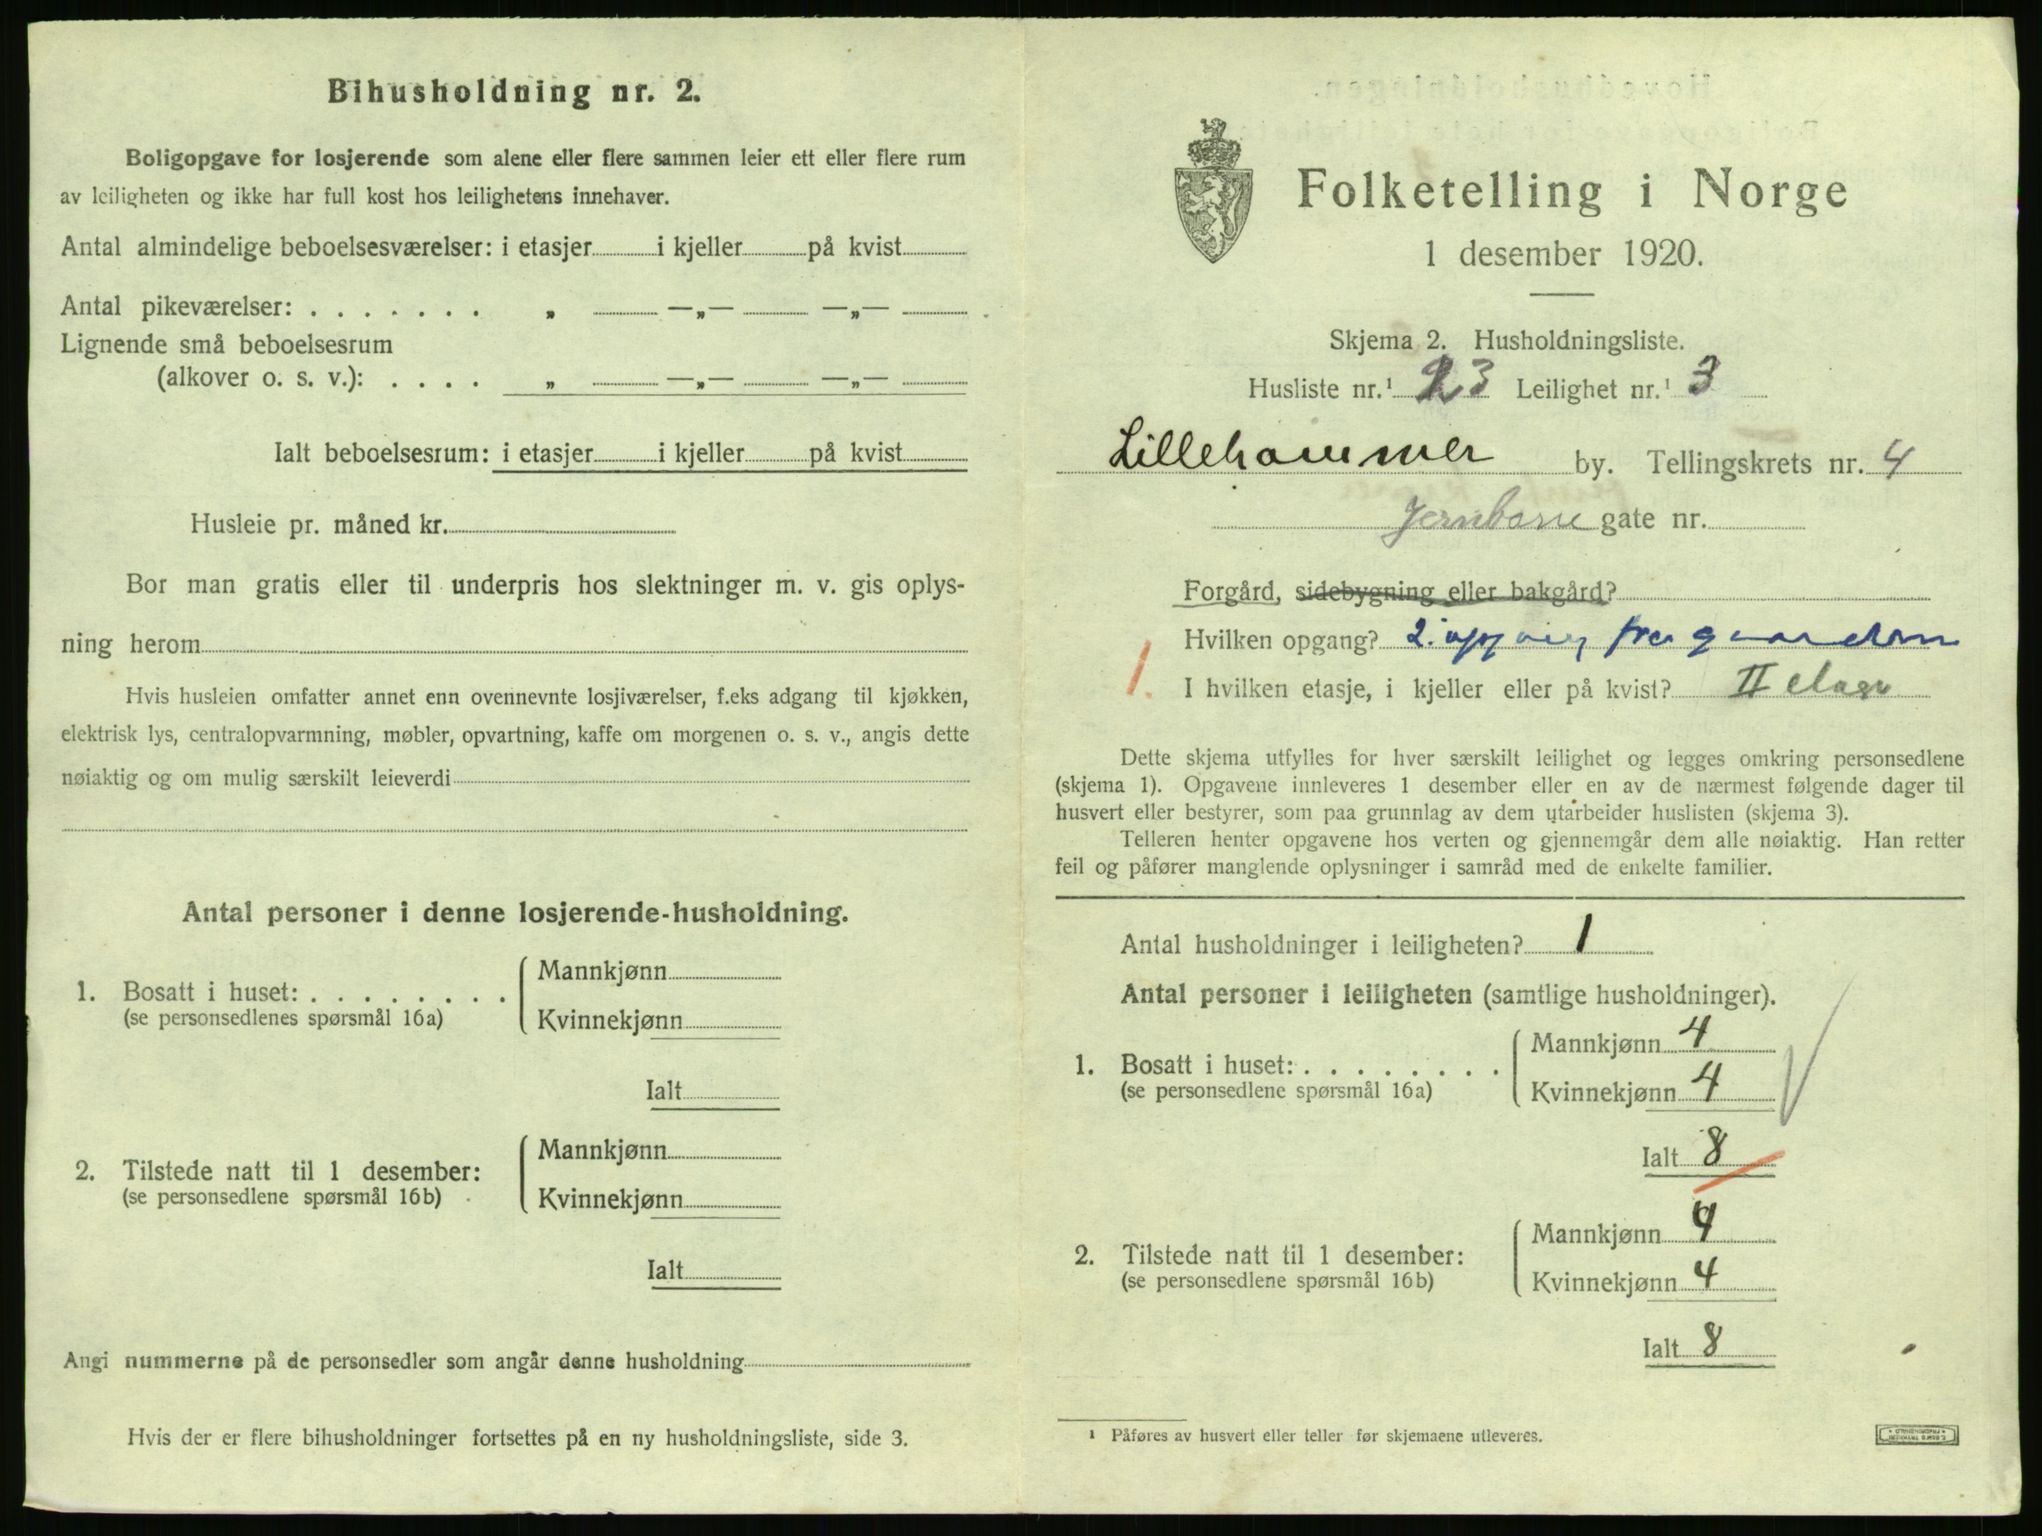 Bihusholdning nr. 2.
Boligopgave for losjerende som alene eller flere sammen leier ett eller flere rum
av leiligheten og ikke har full kost hos leilighetens innehaver.
Antal almindelige beboelsesværelser: i etasjer i kjeller på kvist
Antal pikeværelser: . . . . . . . „ —„— —„—
Lignende små beboelsesrum
(alkover o. s. v.): . . . . „ —„— —„—
Ialt beboelsesrum: i etasjer i kjeller på kvist
Husleie pr. måned kr.
Bor man gratis eller til underpris hos slektninger m. v. gis oplys-
ning herom
Hvis husleien omfatter annet enn ovennevnte losjiværelser, f.eks adgang til kjøkken,
elektrisk lys, centralopvarmning, møbler, opvartning, kaffe om morgenen o. s. v., angis dette
nøiaktig og om mulig særskilt leieverdi
Antal personer i denne losjerende-husholdning.
1. Bosatt i huset: . . . . . . . .
(se personsedlenes spørsmål 16a)
Mannkjønn
Kvinnekjønn
Ialt
2. Tilstede natt til 1 desember:
(se personsedlene spørsmål 16b)
Mannkjønn
Kvinnekjønn
Ialt
Angi nummerne på de personsedler som angår denne husholdning
Hvis der er flere bihusholdninger fortsettes på en ny husholdningsliste, side 3.
Folketelling i Norge
1 desember 1920.
Skjema 2. Husholdningsliste.
Husliste nr.¹ 23 Leilighet nr.¹ 3
Lillehammer by. Tellingskrets nr. 4
Jernbane gate nr.
Forgård, sidebygning eller bakgård?
Hvilken opgang? 2. opgang fra gaarden
1. I hvilken etasje, i kjeller eller på kvist? II etage
Dette skjema utfylles for hver særskilt leilighet og legges omkring personsedlene
(skjema 1). Opgavene innleveres 1 desember eller en av de nærmest følgende dager til
husvert eller bestyrer, som paa grunnlag av dem utarbeider huslisten (skjema 3).
Telleren henter opgavene hos verten og gjennemgår dem alle nøiaktig. Han retter
feil og påfører manglende oplysninger i samråd med de enkelte familier.
Antal husholdninger i leiligheten? 1
Antal personer i leiligheten (samtlige husholdninger).
1. Bosatt i huset: . . . . . . . .
(se personsedlene spørsmål 16a)
Mannkjønn 4
Kvinnekjønn 4
Ialt 8
2. Tilstede natt til 1 desember:
(se personsedlene spørsmål 16b)
Mannkjønn 4
Kvinnekjønn 4
Ialt 8
¹ Påføres av husvert eller teller før skjemaene utleveres.